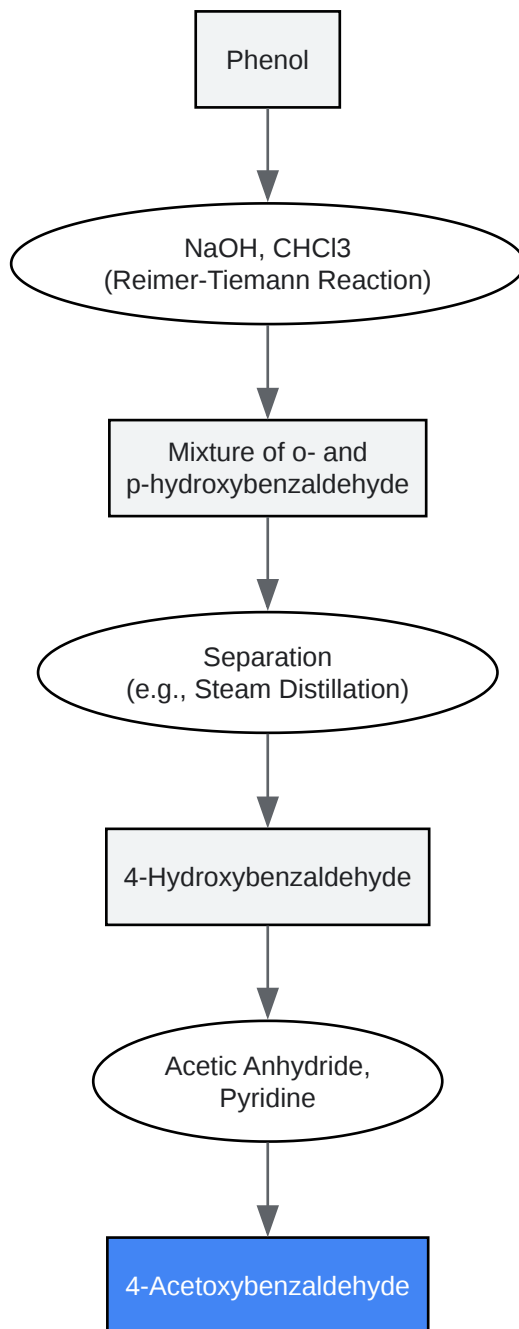 Phenol
NaOH, CHCl3
(Reimer-Tiemann Reaction)
Mixture of o- and
p-hydroxybenzaldehyde
Separation
(e.g., Steam Distillation)
4-Hydroxybenzaldehyde
Acetic Anhydride,
Pyridine
4-Acetoxybenzaldehyde